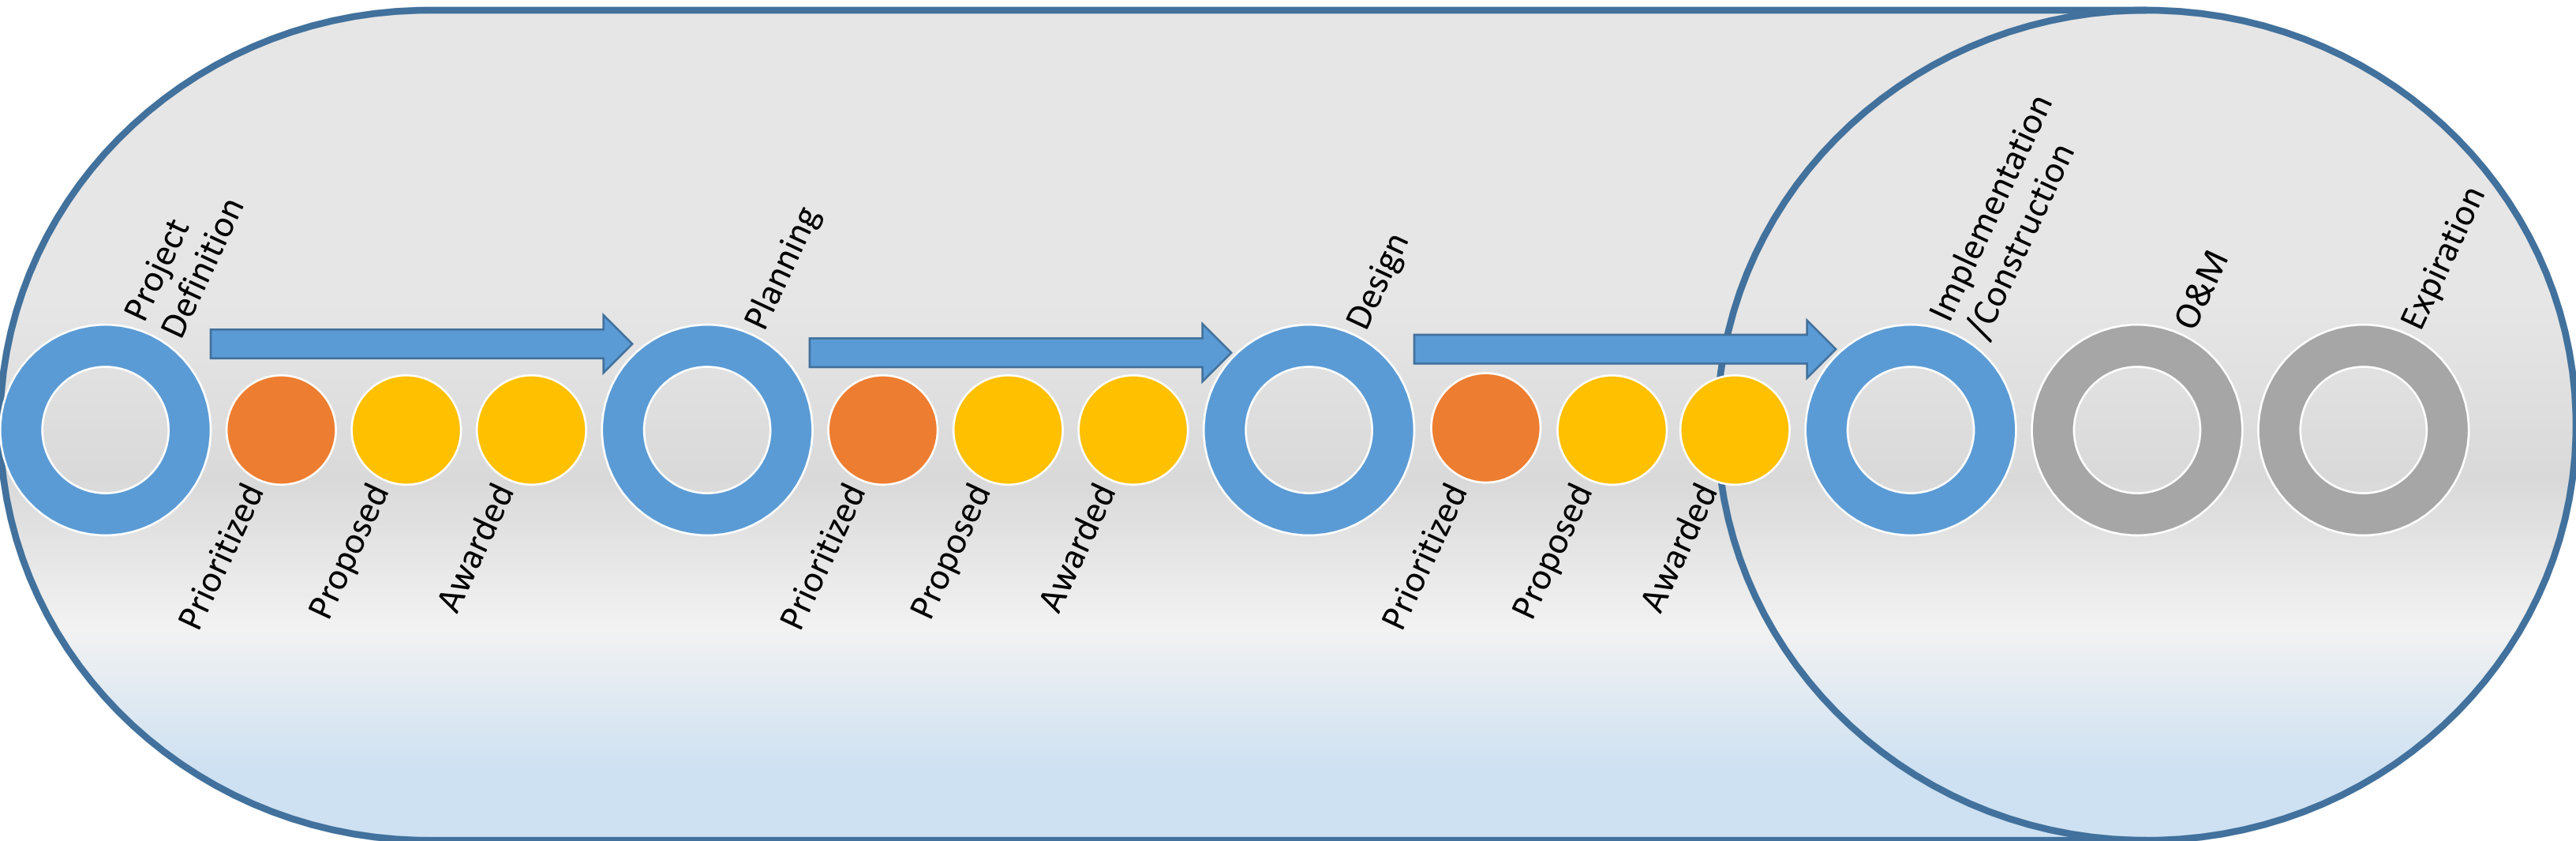 Project
Definition
Prioritized
Proposed
Awarded
Planning
Prioritized
Proposed
Awarded
Design
Prioritized
Proposed
Awarded
Implementation
/Construction
O&M
Expiration